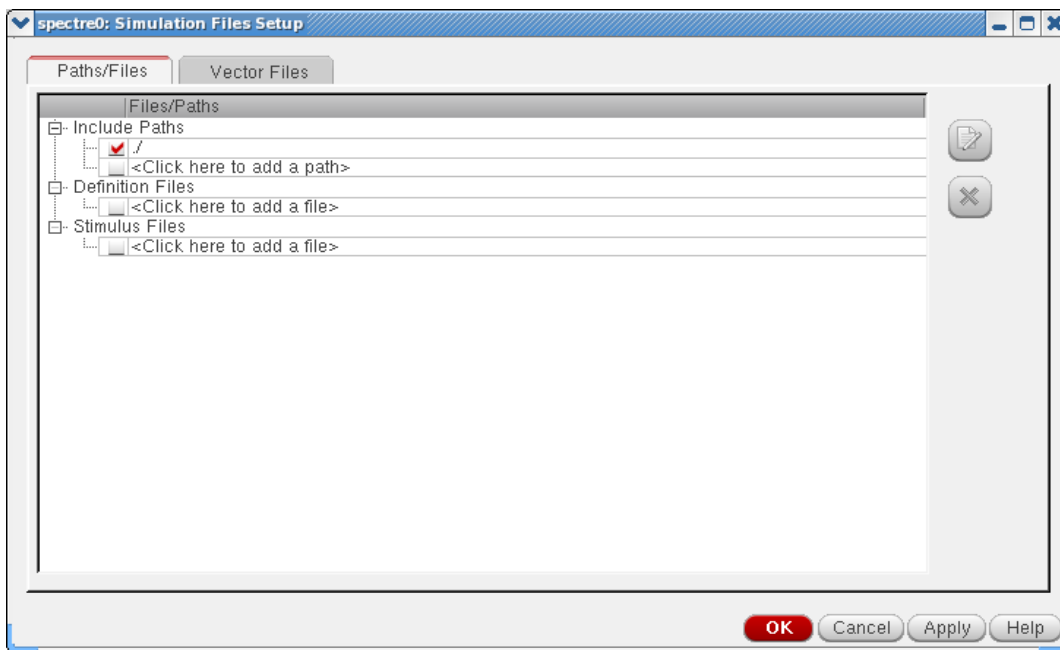 spectre0: Simulation Files Setup
Paths/Files Vector Files
Files/Paths
Include Paths
./
<Click here to add a path>
Definition Files
<Click here to add a file>
Stimulus Files
<Click here to add a file>
OK Cancel Apply Help